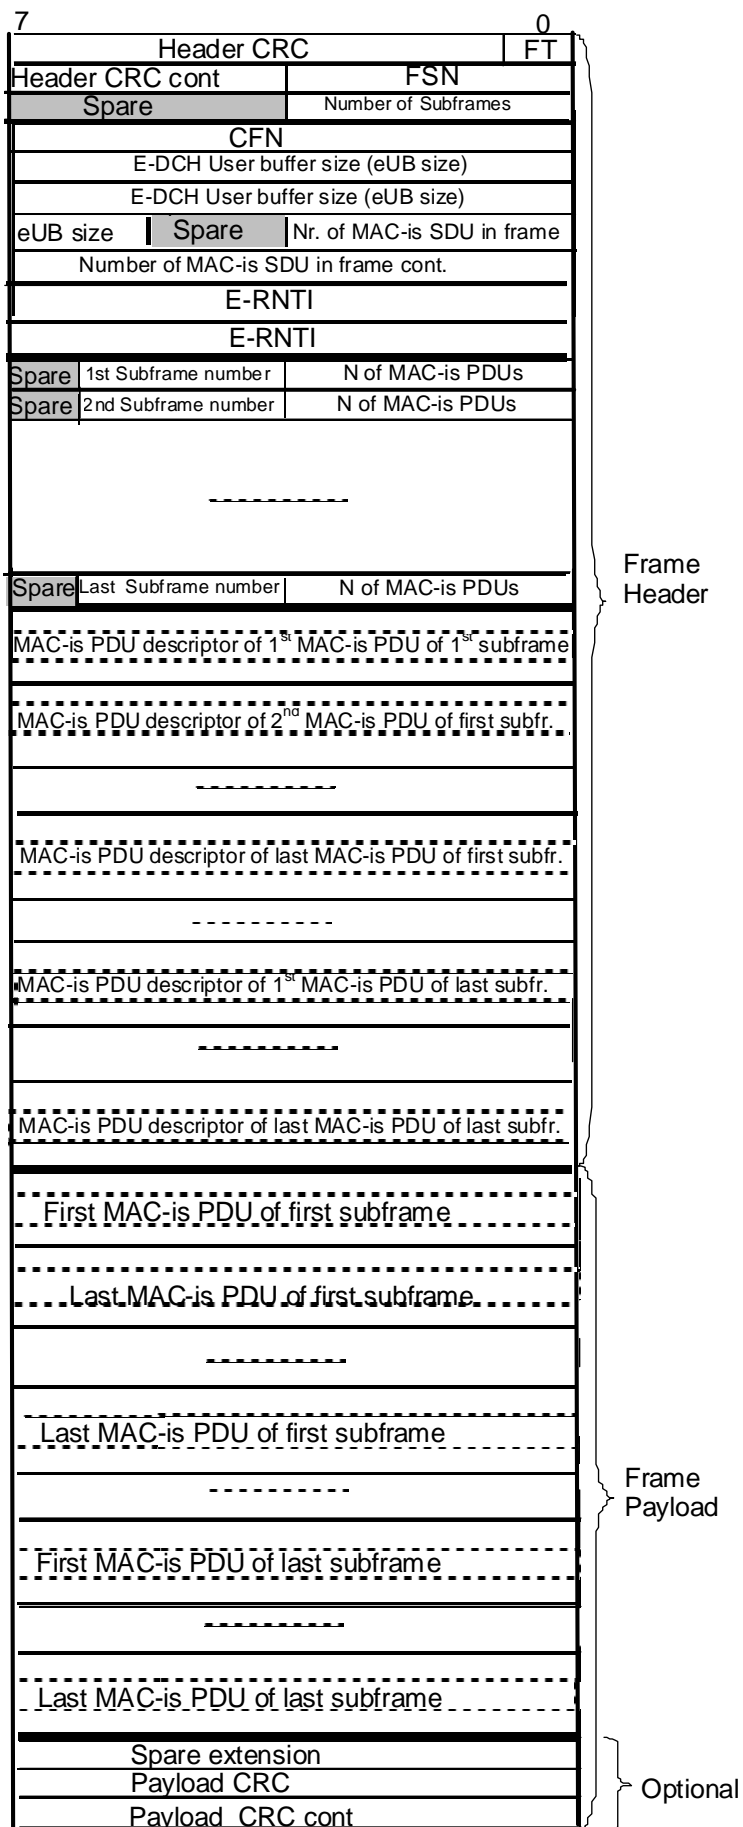 7 0
Header CRC FT
Header CRC cont FSN
Spare Number of Subframes
CFN
E-DCH User buffer size (eUB size)
E-DCH User buffer size (eUB size)
eUB size Spare Nr. of MAC-is SDU in frame
Number of MAC-is SDU in frame cont.
E-RNTI
E-RNTI
Spare 1st Subframe number N of MAC-is PDUs
Spare 2nd Subframe number N of MAC-is PDUs
Frame
Header
Spare Last Subframe number N of MAC-is PDUs
MAC-is PDU descriptor of 1st MAC-is PDU of 1st subframe
MAC-is PDU descriptor of 2nd MAC-is PDU of first subfr.
MAC-is PDU descriptor of last MAC-is PDU of first subfr.
MAC-is PDU descriptor of 1st MAC-is PDU of last subfr.
MAC-is PDU descriptor of last MAC-is PDU of last subfr.
First MAC-is PDU of first subframe
Last MAC-is PDU of first subframe
Last MAC-is PDU of first subframe
Frame
Payload
First MAC-is PDU of last subframe
Last MAC-is PDU of last subframe
Spare extension
Payload CRC
Optional
Payload CRC cont